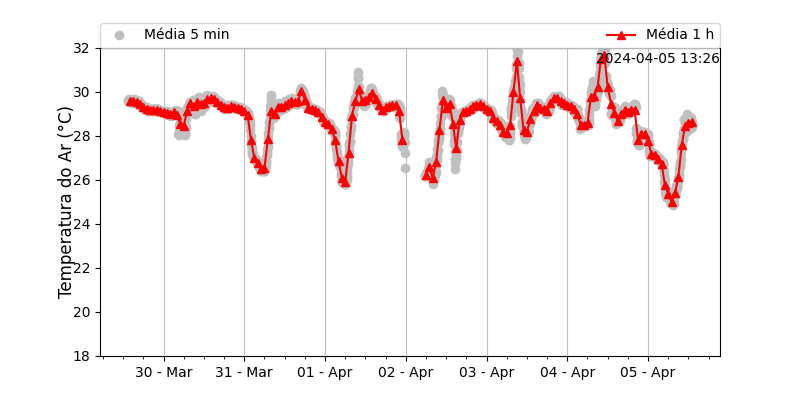 Média 5 min
Média 1 h
2024-04-05 13:26
Temperatura do Ar (°C)
32
30
28
26
24
22
20
18
30 - Mar
31 - Mar
01 - Apr
02 - Apr
03 - Apr
04 - Apr
05 - Apr